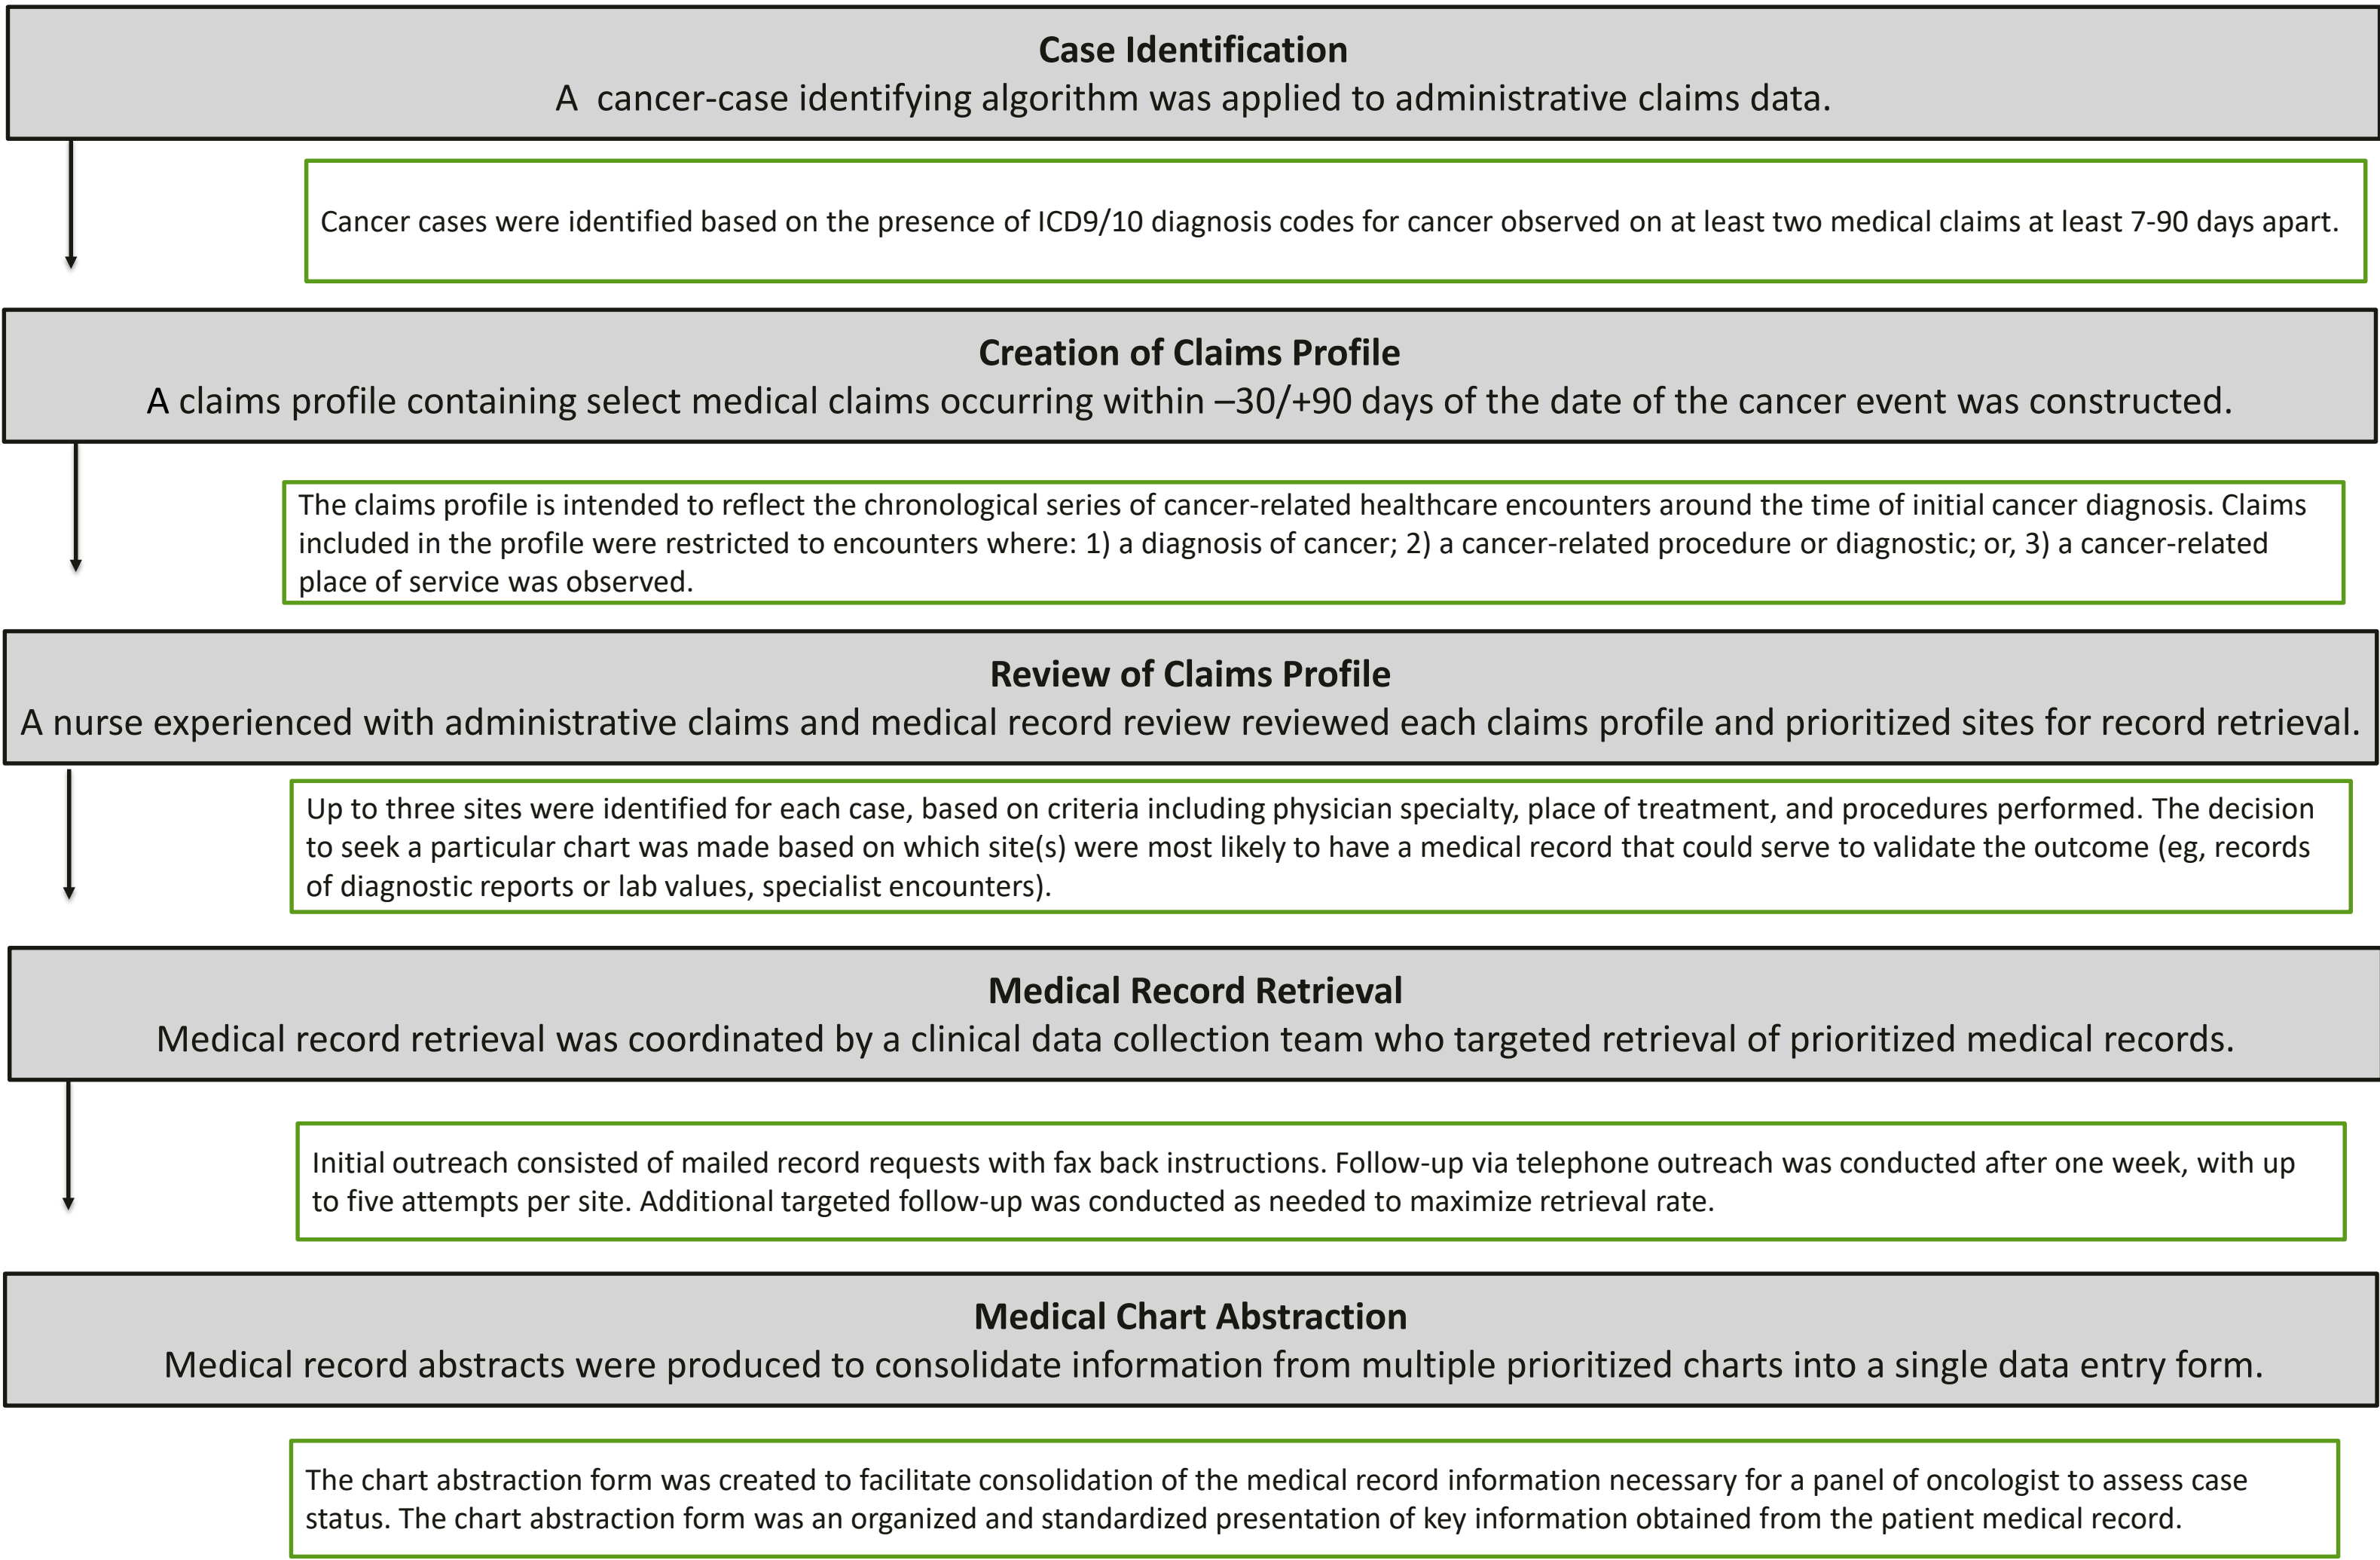 Case Identification
A  cancer-case identifying algorithm was applied to administrative claims data.
Cancer cases were identified based on the presence of ICD9/10 diagnosis codes for cancer observed on at least two medical claims at least 7-90 days apart.
Creation of Claims Profile
A claims profile containing select medical claims occurring within –30/+90 days of the date of the cancer event was constructed.
The claims profile is intended to reflect the chronological series of cancer-related healthcare encounters around the time of initial cancer diagnosis. Claims
included in the profile were restricted to encounters where: 1) a diagnosis of cancer; 2) a cancer-related procedure or diagnostic; or, 3) a cancer-related
place of service was observed.
Review of Claims Profile
A nurse experienced with administrative claims and medical record review reviewed each claims profile and prioritized sites for record retrieval.
Up to three sites were identified for each case, based on criteria including physician specialty, place of treatment, and procedures performed. The decision
to seek a particular chart was made based on which site(s) were most likely to have a medical record that could serve to validate the outcome (eg, records
of diagnostic reports or lab values, specialist encounters).
Medical Record Retrieval
Medical record retrieval was coordinated by a clinical data collection team who targeted retrieval of prioritized medical records.
Initial outreach consisted of mailed record requests with fax back instructions. Follow-up via telephone outreach was conducted after one week, with up
to five attempts per site. Additional targeted follow-up was conducted as needed to maximize retrieval rate.
Medical Chart Abstraction
Medical record abstracts were produced to consolidate information from multiple prioritized charts into a single data entry form.
The chart abstraction form was created to facilitate consolidation of the medical record information necessary for a panel of oncologist to assess case
status. The chart abstraction form was an organized and standardized presentation of key information obtained from the patient medical record.